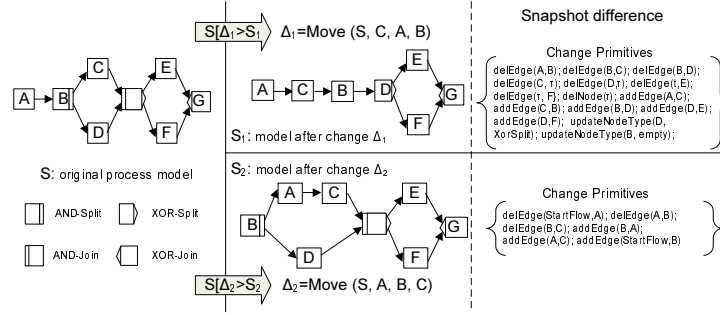 S[Δ1>S1
Δ1=Move (S, C, A, B)
Snapshot difference
A
B
C
D
E
F
G
S: original process model
AND-Split
XOR-Split
AND-Join
XOR-Join
A
C
B
D
E
F
G
S1: model after change Δ1
Change Primitives
delEdge(A,B); delEdge(B,C); delEdge(B,D);
delEdge(C, τ); delEdge(D,τ); delEdge(τ,E);
delEdge(τ, F}; delNode(τ); addEdge(A,C);
addEdge(C,B); addEdge(B,D); addEdge(D,E);
addEdge(D,F); updateNodeType(D,
XorSplit); updateNodeType(B, empty);
S2: model after change Δ2
B
A
C
D
E
F
G
Change Primitives
delEdge(StartFlow,A); delEdge(A,B);
delEdge(B,C); addEdge(B,A);
addEdge(A,C); addEdge(StartFlow,B)
S[Δ2>S2
Δ2=Move (S, A, B, C)